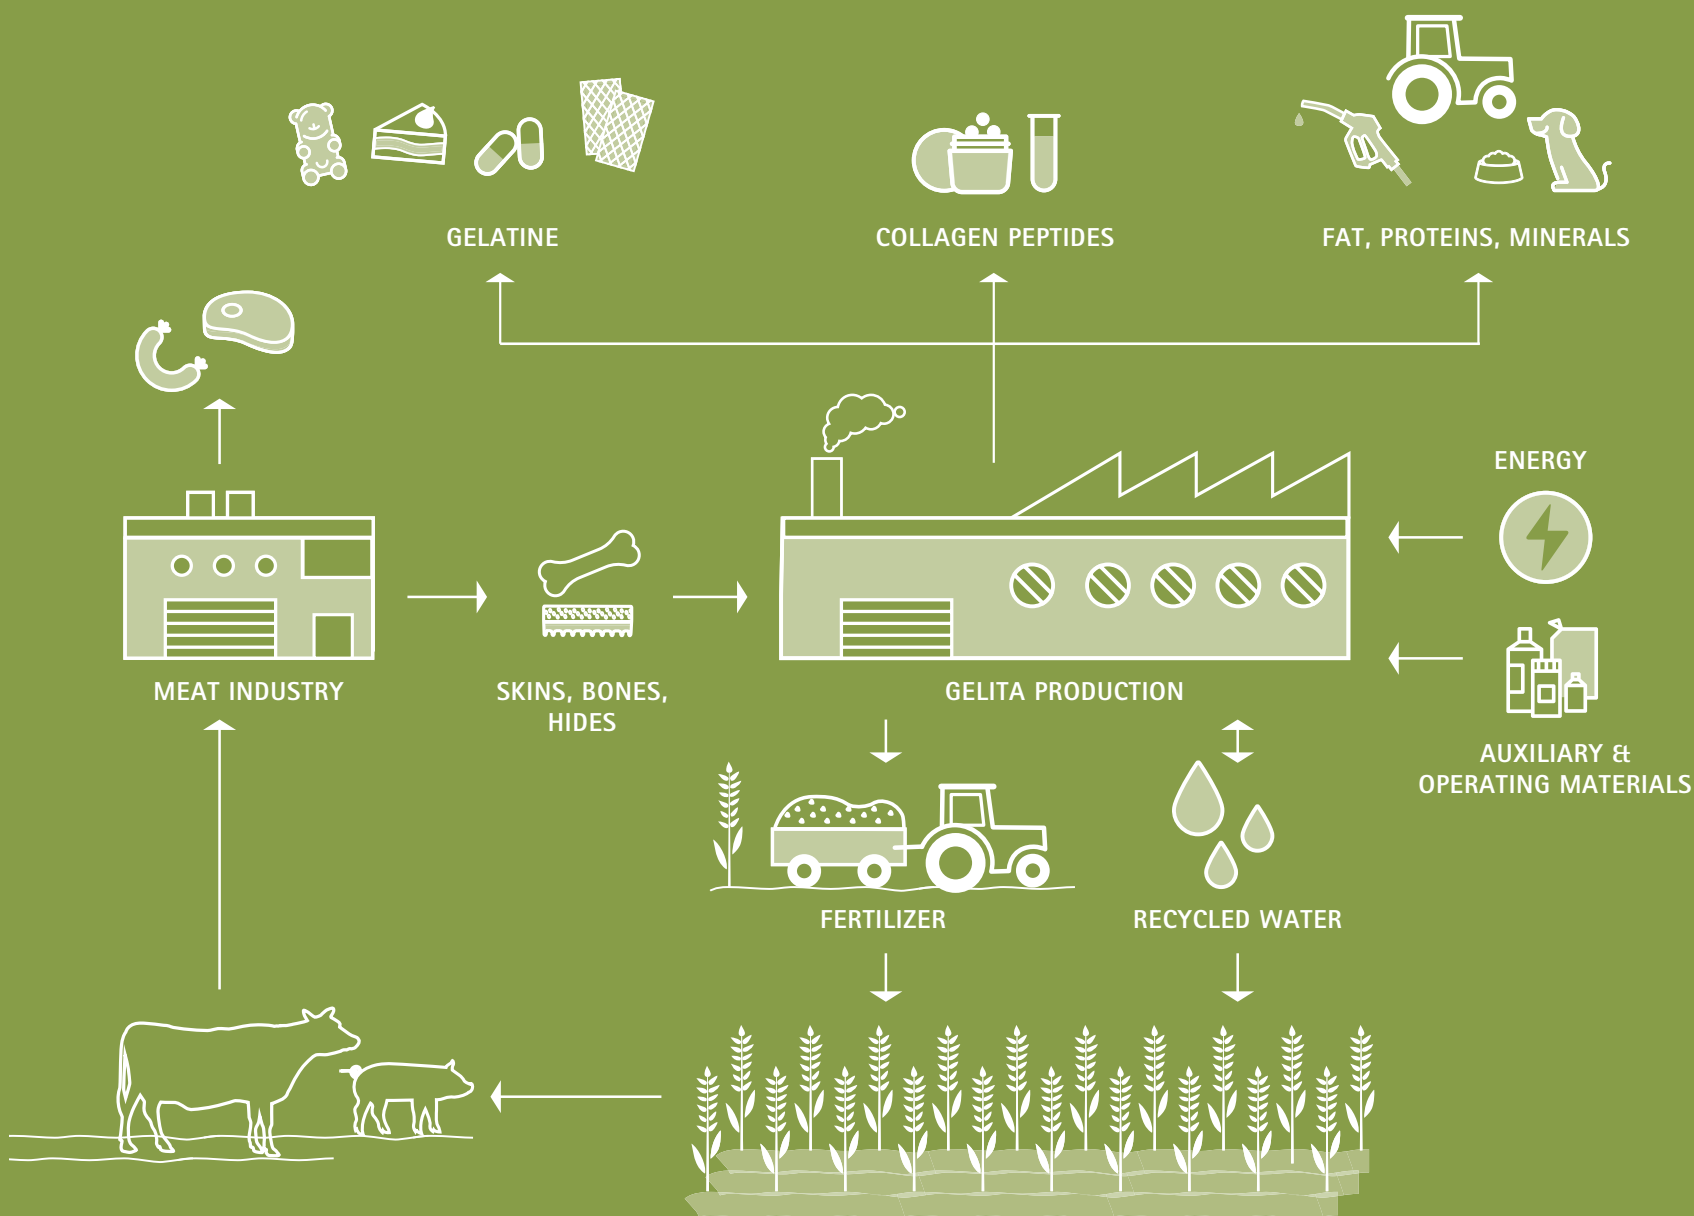 GELATINE
COLLAGEN PEPTIDES
FAT, PROTEINS, MINERALS
ENERGY
MEAT INDUSTRY
SKINS, BONES,
HIDES
GELITA PRODUCTION
AUXILIARY &
OPERATING MATERIALS
FERTILIZER
RECYCLED WATER